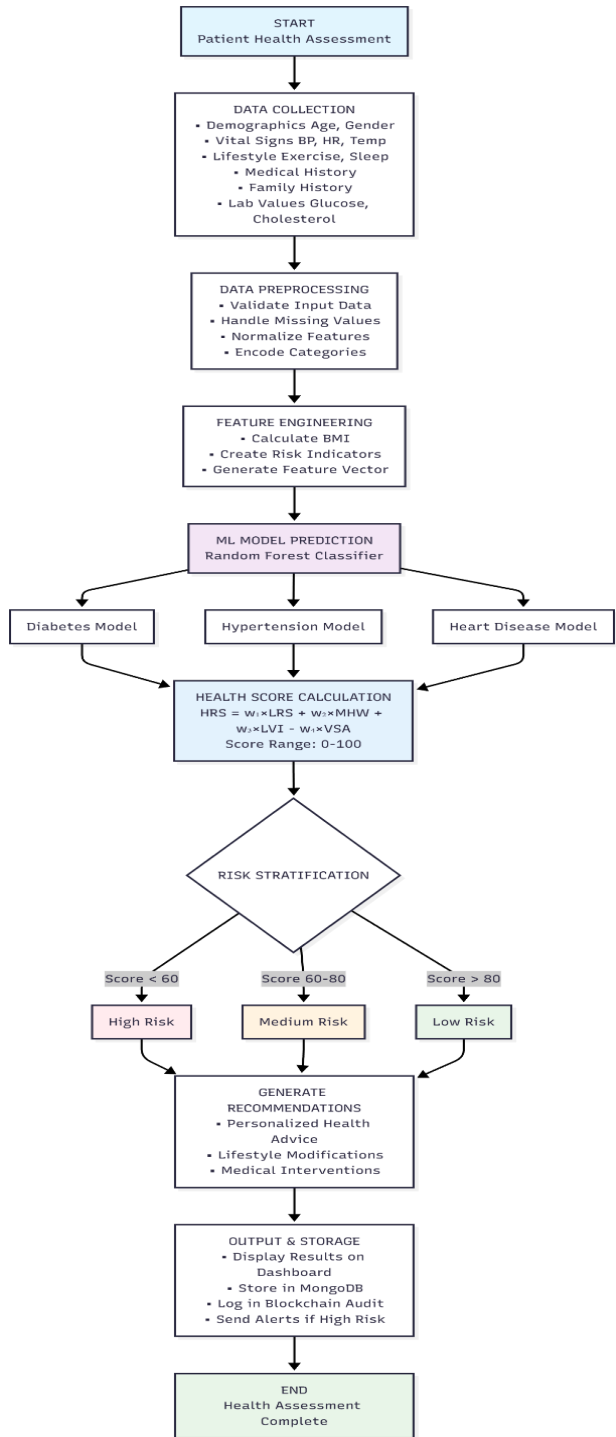 START
Patient Health Assessment
DATA COLLECTION
• Demographics Age, Gender
• Vital Signs BP, HR, Temp
• Lifestyle Exercise, Sleep
• Medical History
• Family History
• Lab Values Glucose,
Cholesterol
DATA PREPROCESSING
• Validate Input Data
• Handle Missing Values
• Normalize Features
• Encode Categories
FEATURE ENGINEERING
• Calculate BMI
• Create Risk Indicators
• Generate Feature Vector
ML MODEL PREDICTION
Random Forest Classifier
Diabetes Model
Hypertension Model
Heart Disease Model
HEALTH SCORE CALCULATION
HRS = w₁×LRS + w₂×MHW +
w₃×LVI - w₄×VSA
Score Range: 0-100
RISK STRATIFICATION
Score < 60
Score 60-80
Score > 80
High Risk
Medium Risk
Low Risk
GENERATE
RECOMMENDATIONS
• Personalized Health
Advice
• Lifestyle Modifications
• Medical Interventions
OUTPUT & STORAGE
• Display Results on
Dashboard
• Store in MongoDB
• Log in Blockchain Audit
• Send Alerts if High Risk
END
Health Assessment
Complete